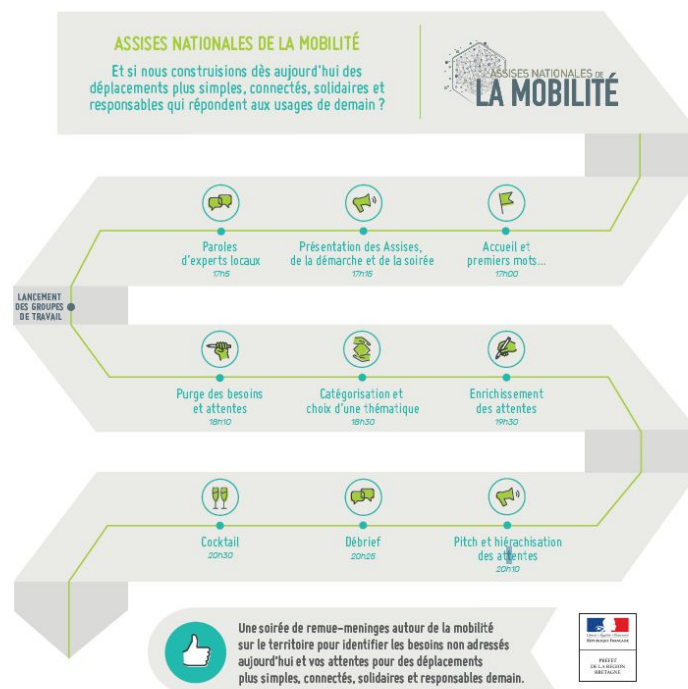 ASSISES NATIONALES DE LA MOBILITÉ
Et si nous construisions dès aujourd'hui des
déplacements plus simples, connectés, solidaires et
responsables qui répondent aux usages de demain ?
ASSISES NATIONALES DE
LA MOBILITÉ
Accueil et
premiers mots...
17h00
Présentation des Assises,
de la démarche et de la soirée
17h15
Paroles
d'experts locaux
17h5
LANCEMENT
DES GROUPES
DE TRAVAIL
Purge des besoins
et attentes
18h10
Catégorisation et
choix d'une thématique
18h30
Enrichissement
des attentes
19h30
Pitch et hiérachisation
des attentes
20h10
Débrief
20h25
Cocktail
20h30
Une soirée de remue-meninges autour de la mobilité
sur le territoire pour identifier les besoins non adressés
aujourd'hui et vos attentes pour des déplacements
plus simples, connectés, solidaires et responsables demain.
Liberté • Égalité • Fraternité
RÉPUBLIQUE FRANÇAISE
PRÉFET
DE LA RÉGION
BRETAGNE